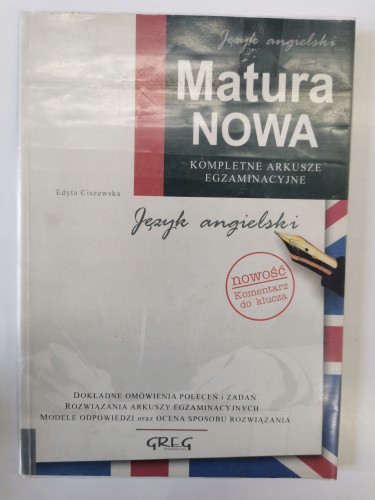 Język angielski
Matura
NOWA
KOMPLETNE ARKUSZE
EGZAMINACYJNE
Edyta Ciszewska
Język angielski
nowość
Komentarz
do klucza
DOKŁADNE OMÓWIENIA POLECEŃ I ZADAŃ
ROZWIĄZANIA ARKUSZY EGZAMINACYJNYCH
MODELE ODPOWIEDZI oraz OCENA SPOSOBU ROZWIĄZANIA
GREG